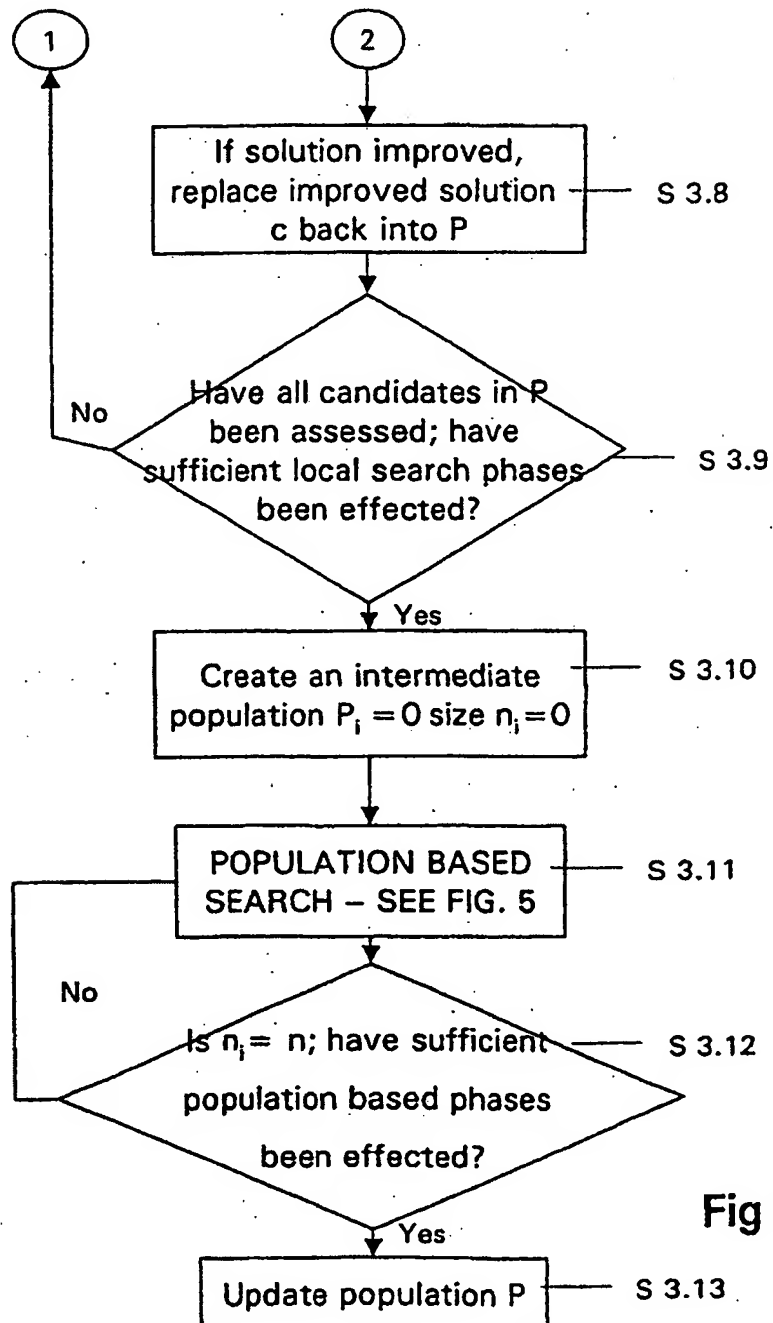 1
2
If solution improved,
replace improved solution
c back into P
S 3.8
No
Have all candidates in P
been assessed; have
sufficient local search phases
been effected?
S 3.9
Yes
Create an intermediate
population Pᵢ = 0 size nᵢ = 0
S 3.10
POPULATION BASED
SEARCH – SEE FIG. 5
S 3.11
No
Is nᵢ = n; have sufficient
population based phases
been effected?
S 3.12
Fig
Yes
Update population P
S 3.13